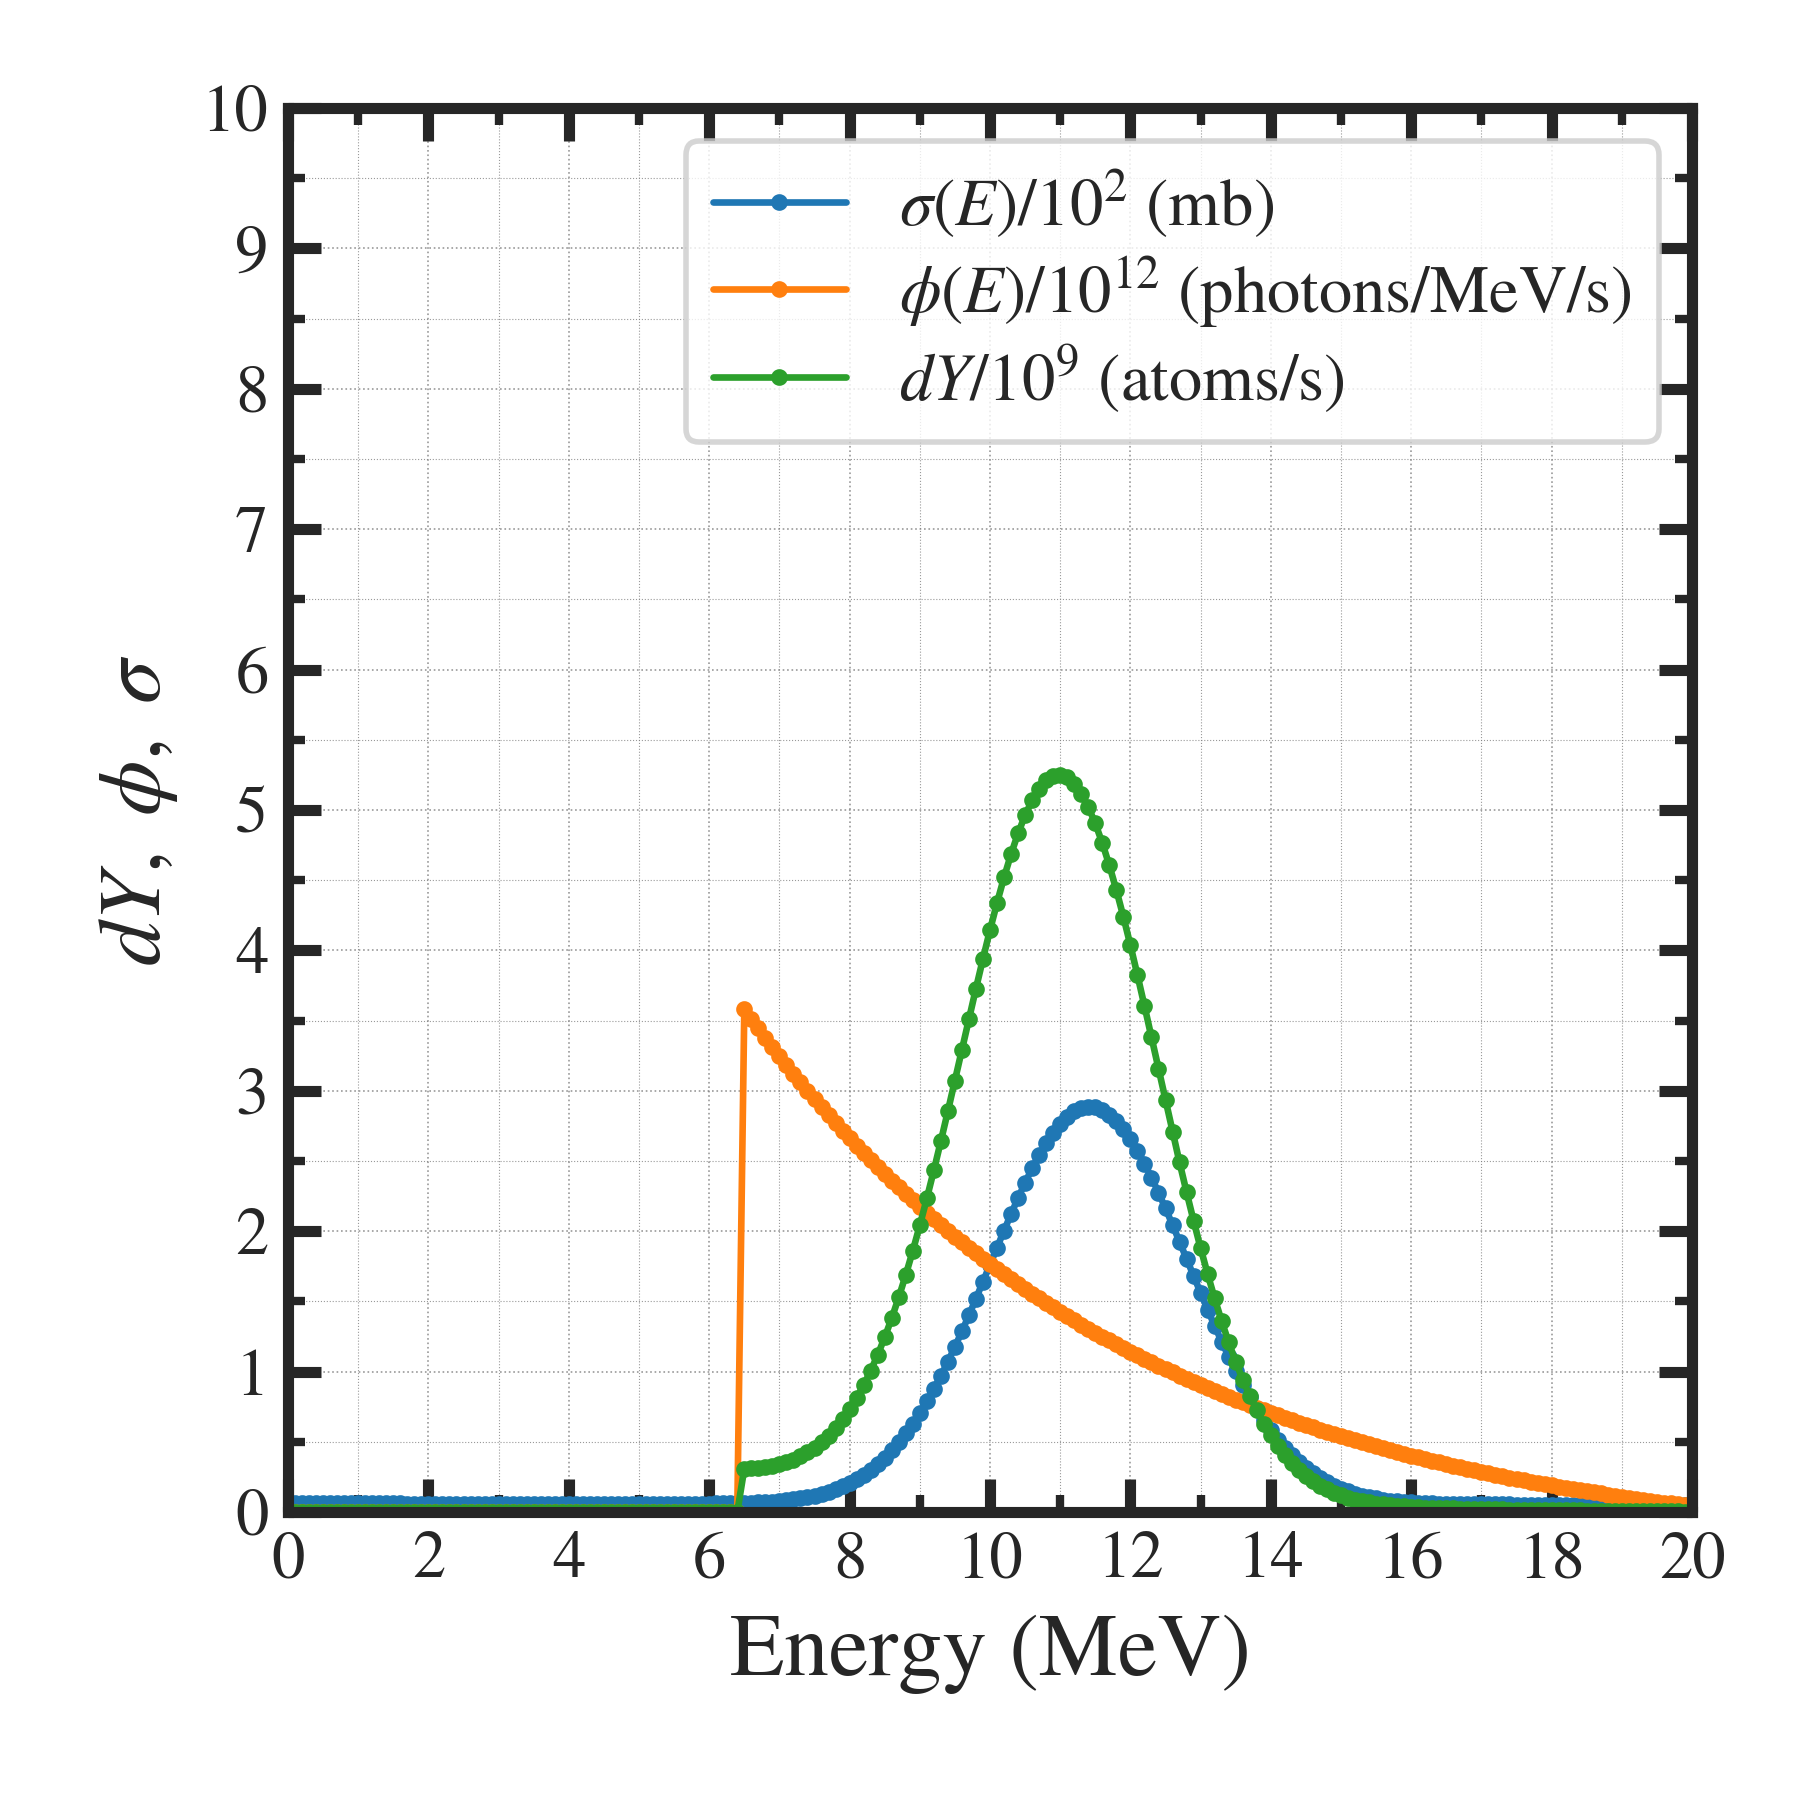 10
9
8
7
6
5
4
3
2
1
0
dY, ϕ, σ
σ(E)/10² (mb)
ϕ(E)/10¹² (photons/MeV/s)
dY/10⁹ (atoms/s)
0 2 4 6 8 10 12 14 16 18 20
Energy (MeV)